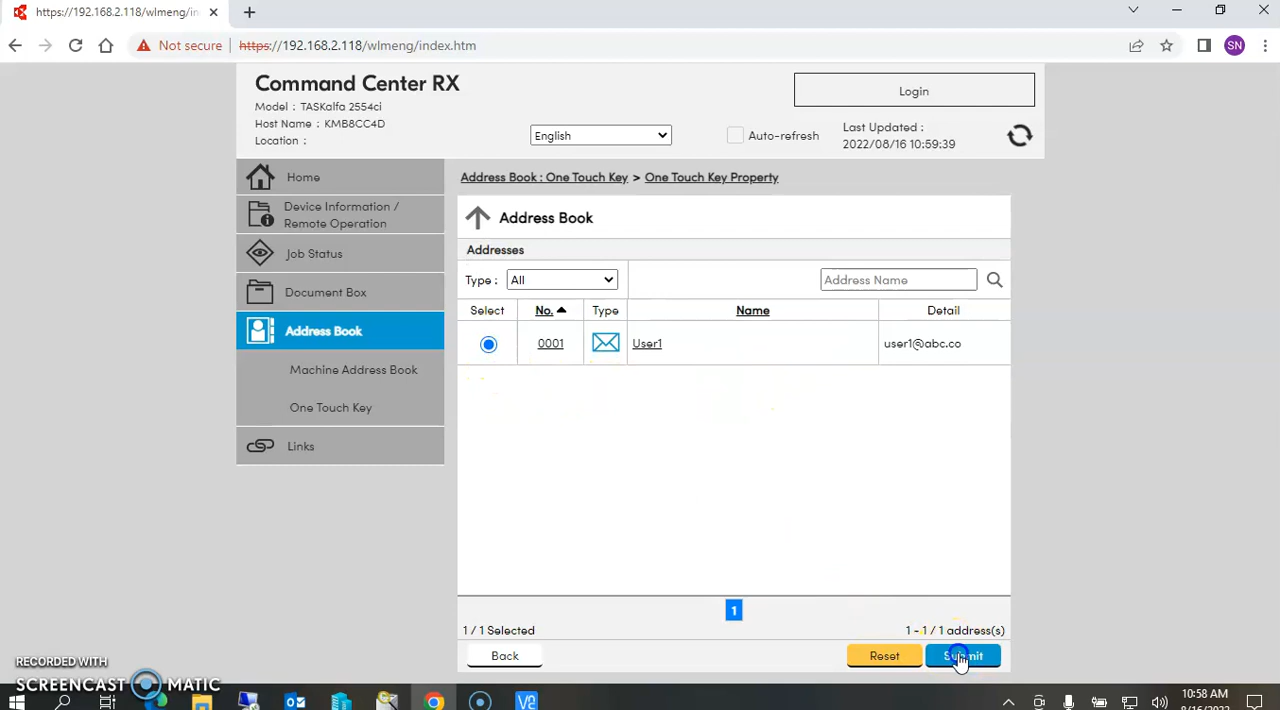 https://192.168.2.118/wlmeng/in
SN
Not secure
https://192.168.2.118/wlmeng/index.htm
Command Center RX
Login
Model : TASKalfa 2554ci
Host Name : KMB8CC4D
Location :
English
Auto-refresh
Last Updated :
2022/08/16 10:59:39
Home
Device Information /
Remote Operation
Job Status
Document Box
Address Book
Machine Address Book
One Touch Key
Links
Address Book : One Touch Key > One Touch Key Property
Address Book
Addresses
Type :
All
Address Name
Select
No.
Type
Name
Detail
0001
User1
user1@abc.co
1
1 / 1 Selected
1 - 1 / 1 address(s)
Back
Reset
Submit
RECORDED WITH
SCREENCAST MATIC
10:58 AM